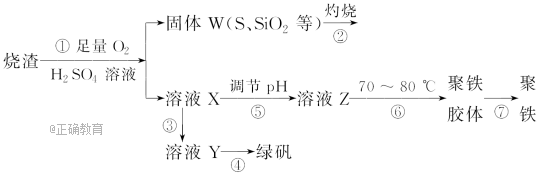 固体 W(S、SiO₂ 等) 灼烧 ②
烧渣 ① 足量 O₂ H₂SO₄ 溶液
溶液 X 调节 pH ⑤ 溶液 Z 70～80 ℃ ⑥ 聚铁胶体 ⑦ 聚铁
③
@正确教育
溶液 Y ④ 绿矾